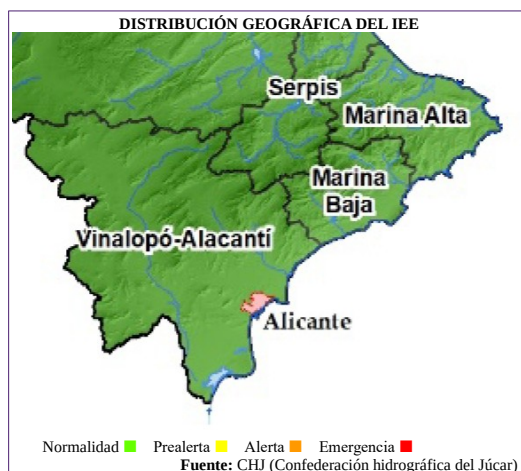 DISTRIBUCIÓN GEOGRÁFICA DEL IEE
Serpis
Marina Alta
Marina
Baja
Vinalopó-Alacantí
Alicante
Normalidad Prealerta Alerta Emergencia
Fuente: CHJ (Confederación hidrográfica del Júcar)